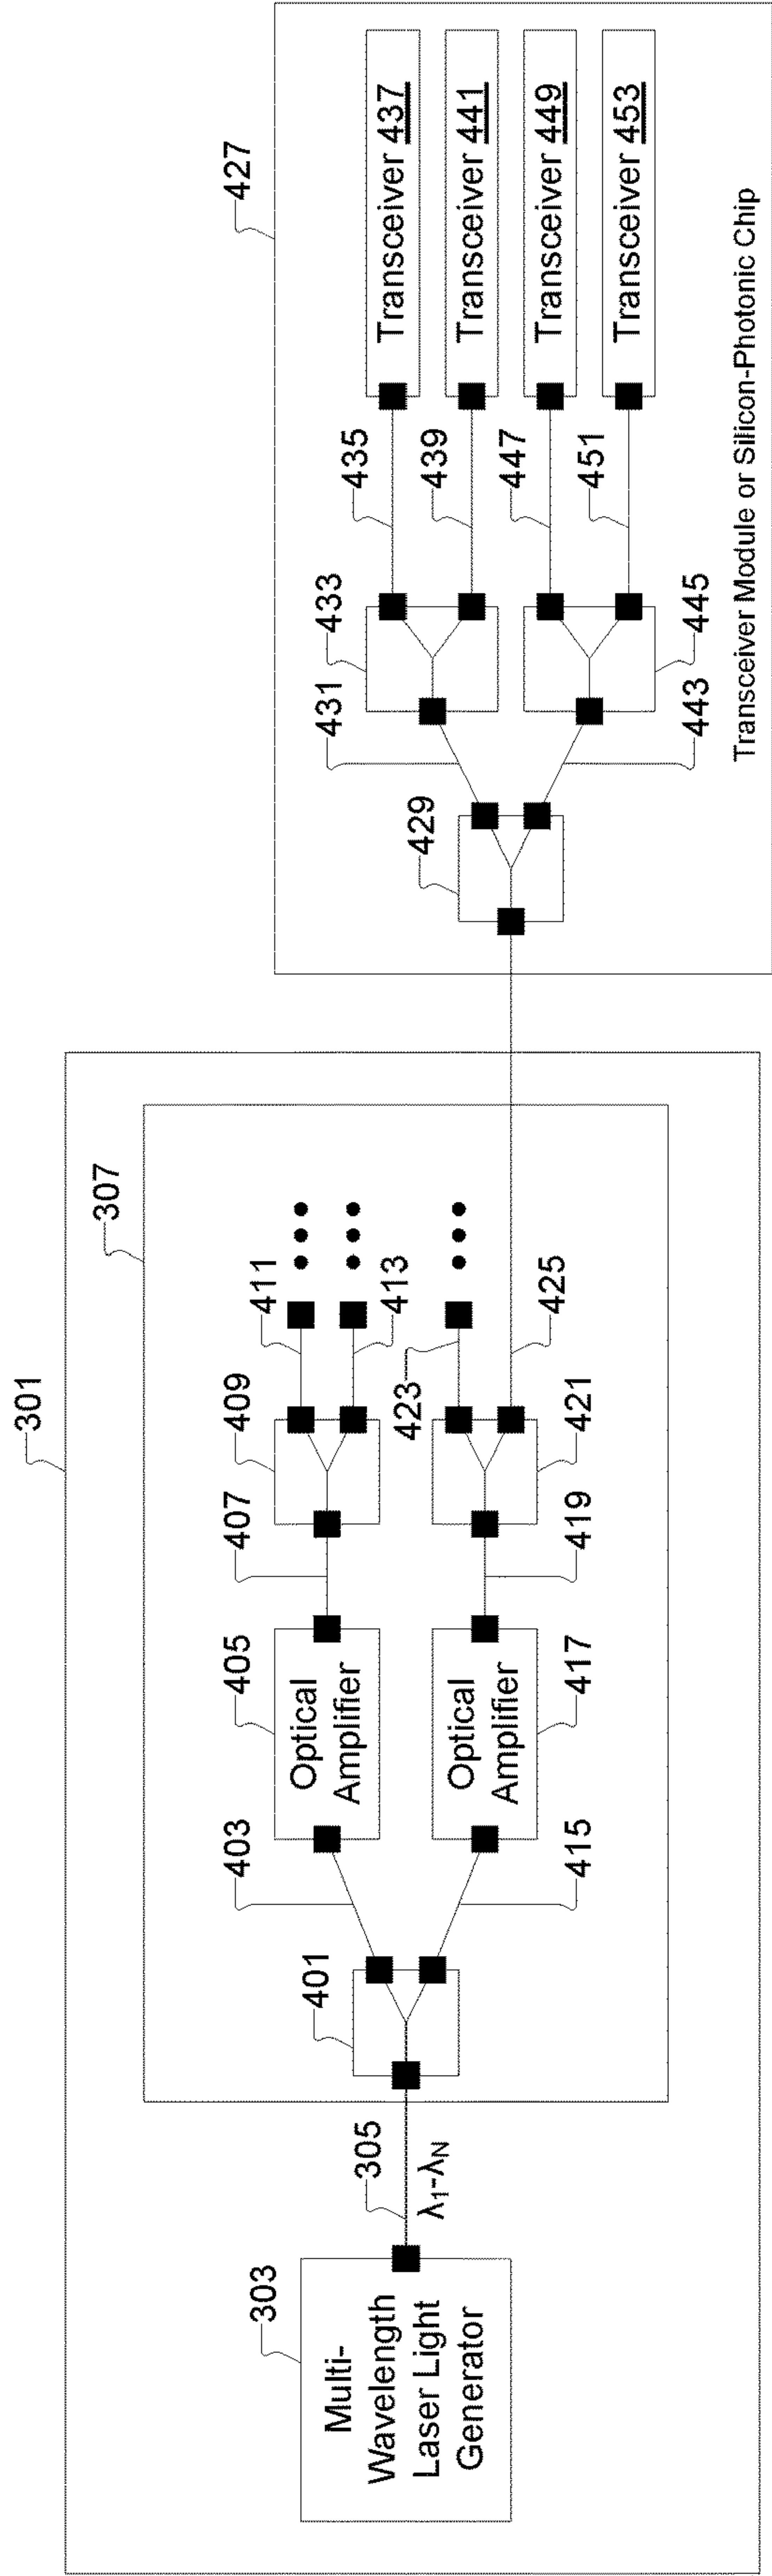 301
307
303
Multi-
Wavelength
Laser Light
Generator
305
λ1-λN
401
403
405
Optical
Amplifier
407
409
411
413
415
417
Optical
Amplifier
419
421
423
425
427
429
431
433
435
Transceiver 437
439
Transceiver 441
443
445
447
Transceiver 449
451
Transceiver 453
Transceiver Module or Silicon-Photonic Chip